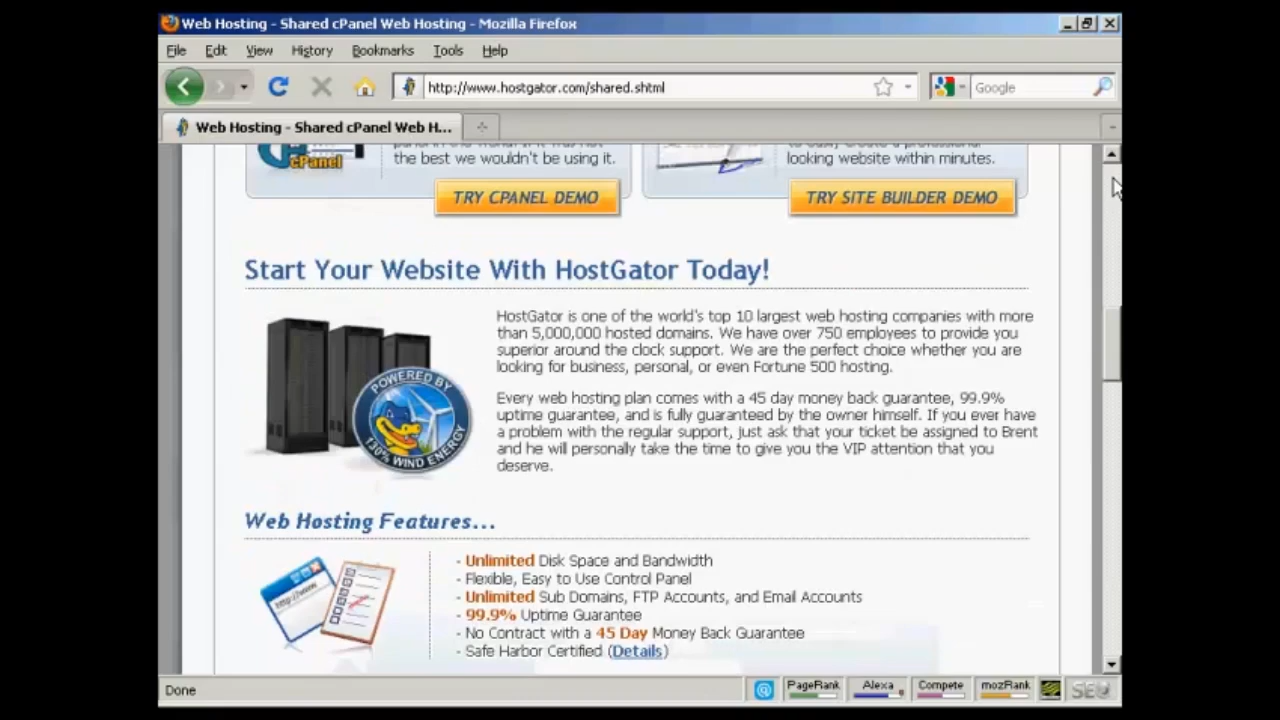 Web Hosting - Shared cPanel Web Hosting - Mozilla Firefox
File Edit View History Bookmarks Tools Help
http://www.hostgator.com/shared.shtml Google
Web Hosting - Shared cPanel Web H...
the best we wouldn't be using it.
looking website within minutes.
cPanel
TRY CPANEL DEMO TRY SITE BUILDER DEMO
Start Your Website With HostGator Today!
HostGator is one of the world's top 10 largest web hosting companies with more
than 5,000,000 hosted domains. We have over 750 employees to provide you
superior around the clock support. We are the perfect choice whether you are
looking for business, personal, or even Fortune 500 hosting.
POWERED BY
130% WIND ENERGY
Every web hosting plan comes with a 45 day money back guarantee, 99.9%
uptime guarantee, and is fully guaranteed by the owner himself. If you ever have
a problem with the regular support, just ask that your ticket be assigned to Brent
and he will personally take the time to give you the VIP attention that you
deserve.
Web Hosting Features...
http://www
- Unlimited Disk Space and Bandwidth
- Flexible, Easy to Use Control Panel
- Unlimited Sub Domains, FTP Accounts, and Email Accounts
- 99.9% Uptime Guarantee
- No Contract with a 45 Day Money Back Guarantee
- Safe Harbor Certified (Details)
Done PageRank Alexa Compete mozRank SEO